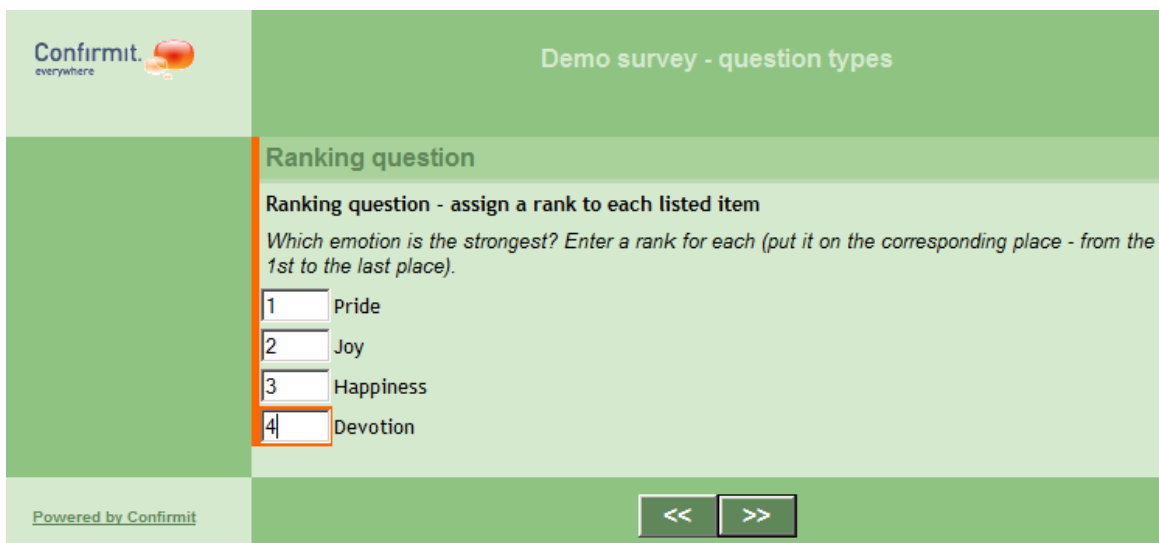 Confirmit.
everywhere
Demo survey - question types
Ranking question
Ranking question - assign a rank to each listed item
Which emotion is the strongest? Enter a rank for each (put it on the corresponding place - from the
1st to the last place).
1 Pride
2 Joy
3 Happiness
4 Devotion
Powered by Confirmit
<< >>